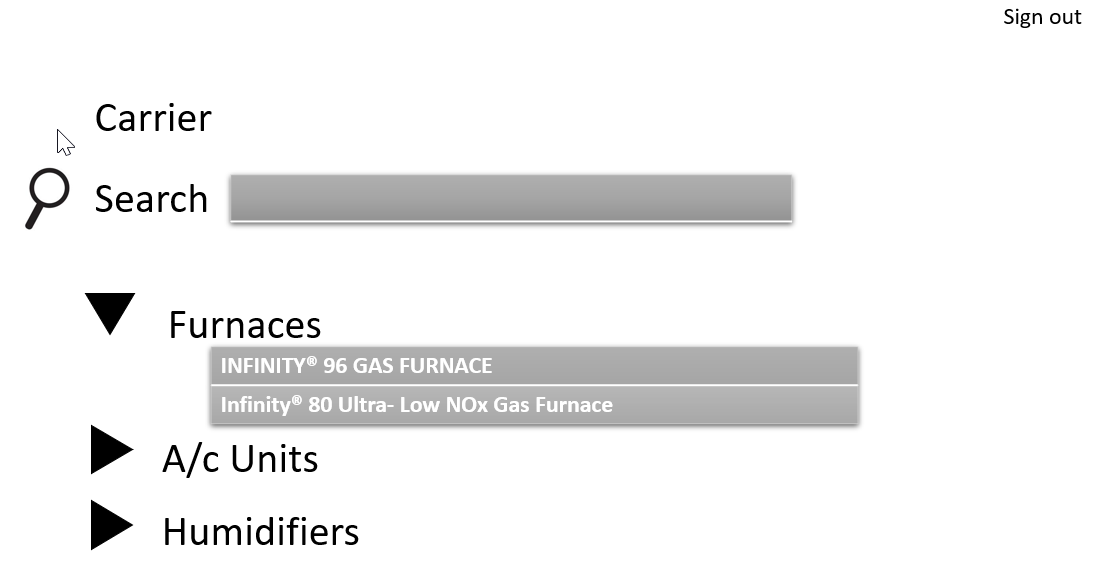 Sign out
Carrier
Search
Furnaces
INFINITY® 96 GAS FURNACE
Infinity® 80 Ultra- Low NOx Gas Furnace
A/c Units
Humidifiers